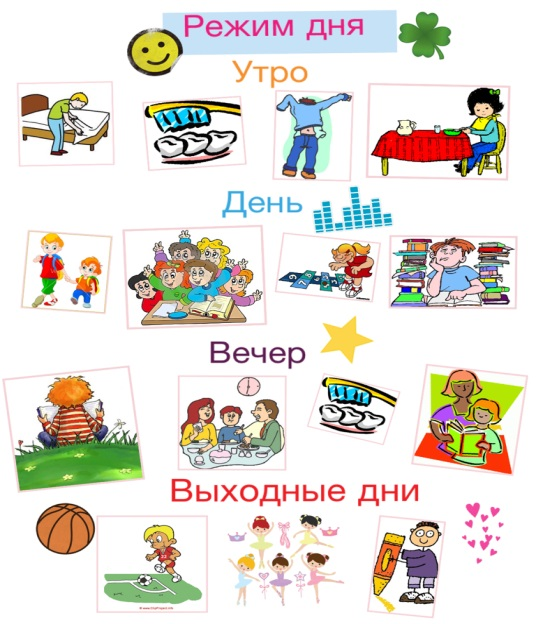 Режим дня
Утро
День
Вечер
Выходные дни